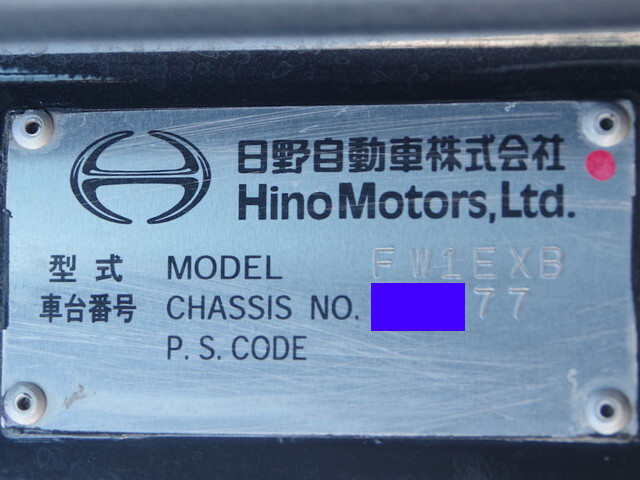 日野自動車株式会社
Hino Motors, Ltd.
型式 MODEL FW1EXB
車台番号 CHASSIS NO. 77
P.S.CODE